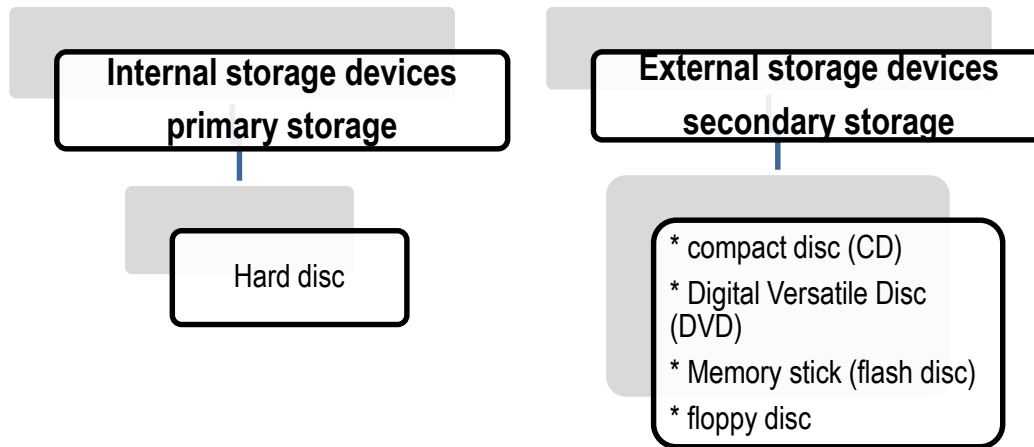 Internal storage devices
primary storage
Hard disc
External storage devices
secondary storage
* compact disc (CD)
* Digital Versatile Disc
(DVD)
* Memory stick (flash disc)
* floppy disc